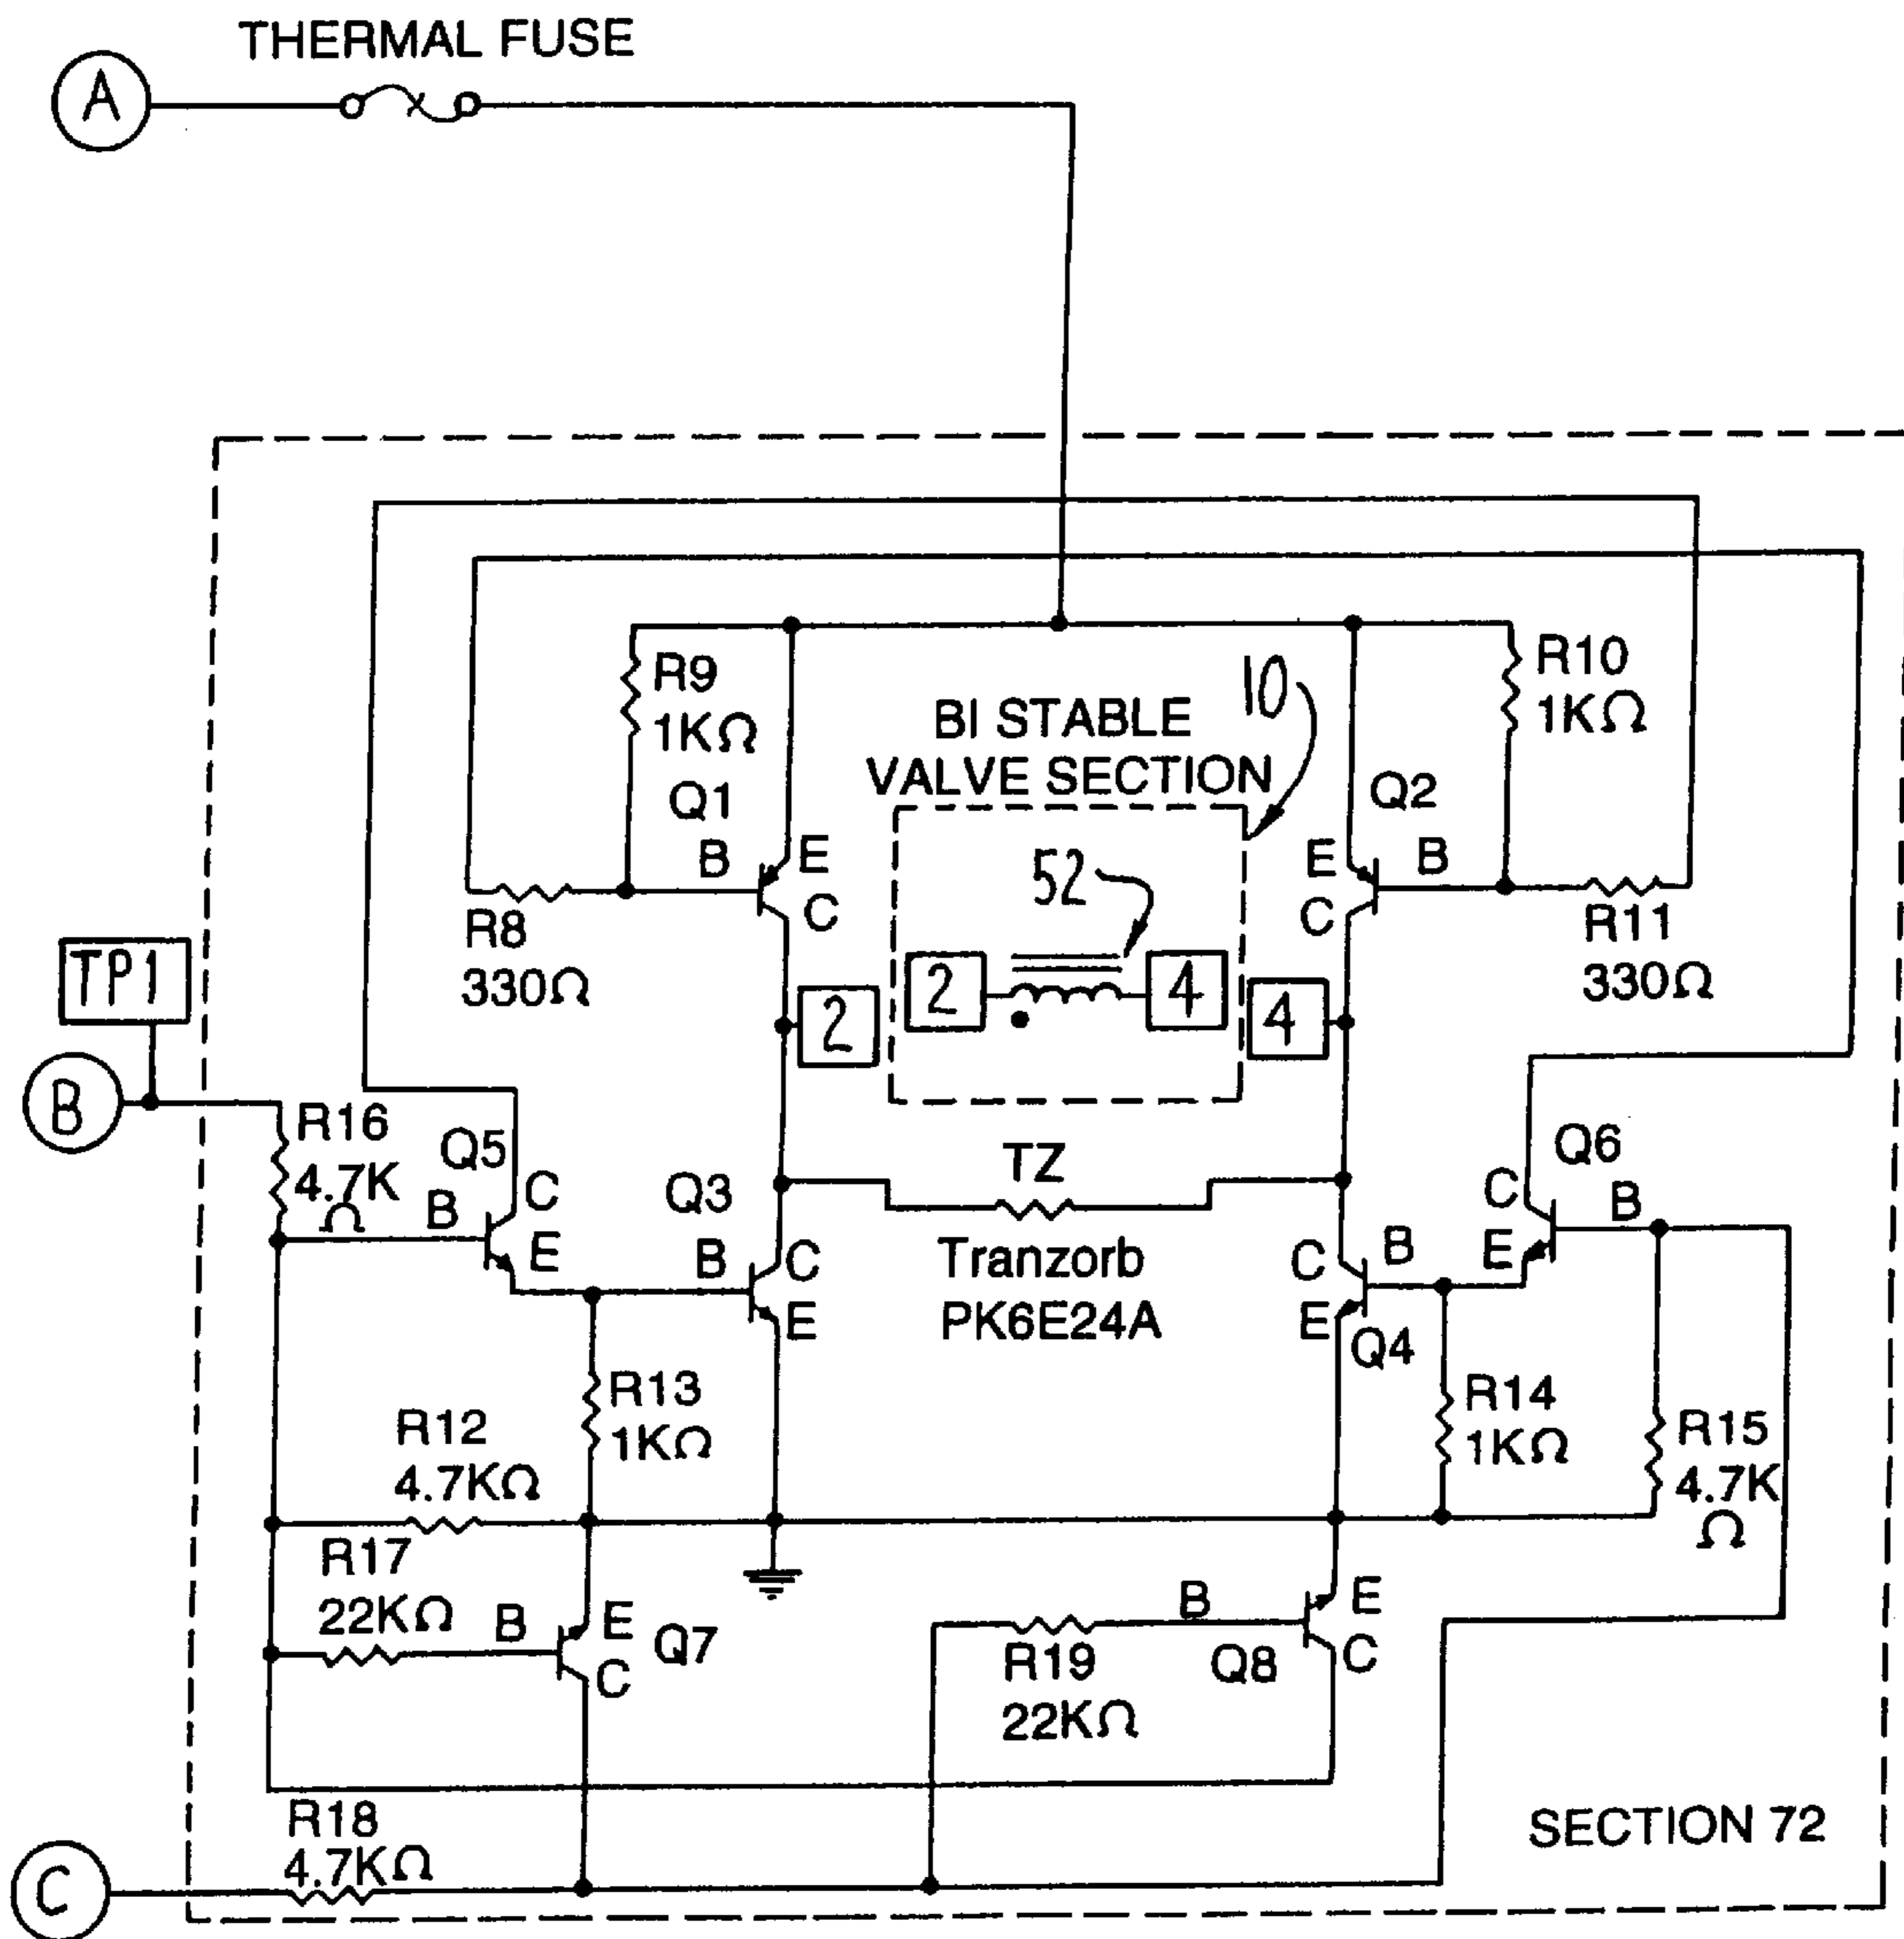 THERMAL FUSE
A
R9
1KΩ
Q1
B
E
C
R8
330Ω
BI STABLE
VALVE SECTION
10
52
2
4
2
4
Q2
E
B
C
R10
1KΩ
R11
330Ω
TP1
B
R16
4.7K
Ω
Q5
B
C
E
Q3
B
C
E
TZ
Tranzorb
PK6E24A
C
B
E
Q4
Q6
C
B
E
R12
4.7KΩ
R13
1KΩ
R14
1KΩ
R15
4.7K
Ω
R17
22KΩ
B
E
C
Q7
B
E
C
Q8
R19
22KΩ
R18
4.7KΩ
C
SECTION 72